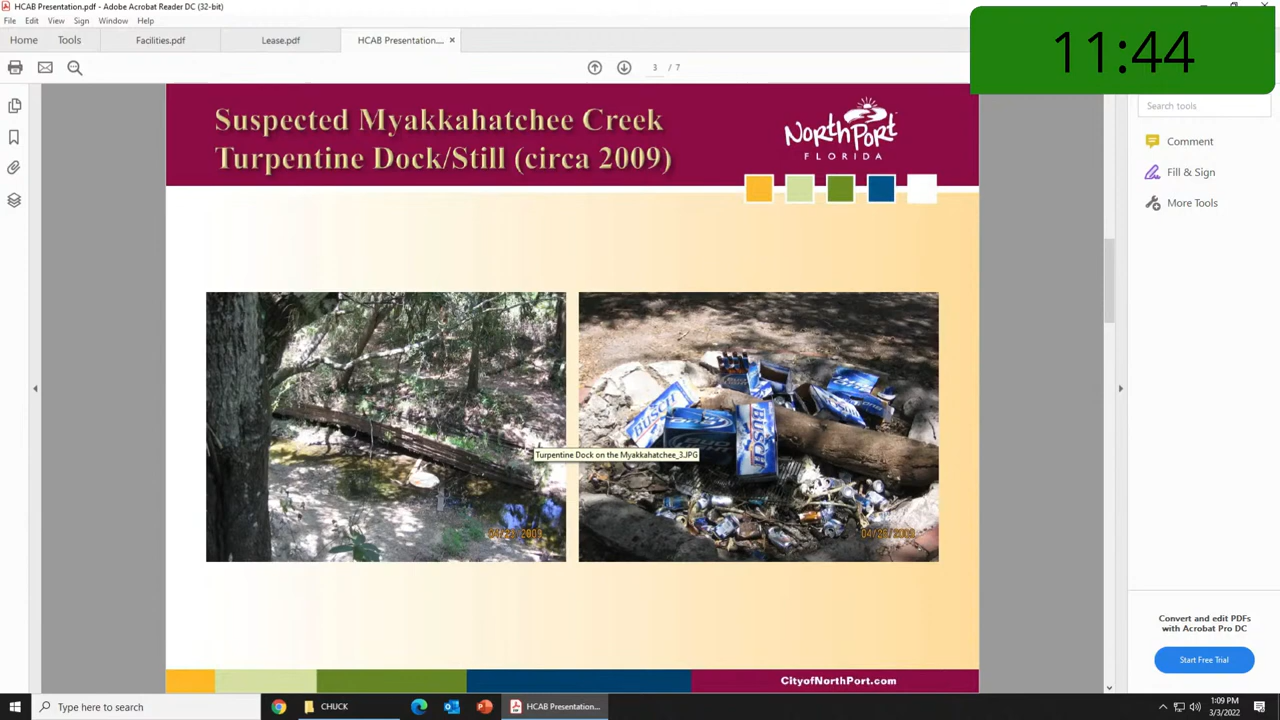 HCAB Presentation.pdf - Adobe Acrobat Reader DC (32-bit)
File Edit View Sign Window Help
Home Tools Facilities.pdf Lease.pdf HCAB Presentation....
3 / 7
11:44
Search tools
Comment
Fill & Sign
More Tools
Suspected Myakkahatchee Creek
Turpentine Dock/Still (circa 2009)
NORTH PORT
FLORIDA
BUSCH
BUSCH
Turpentine Dock on the Myakkahatchee_3.JPG
CityofNorthPort.com
Convert and edit PDFs
with Acrobat Pro DC
Start Free Trial
Type here to search
CHUCK
HCAB Presentation....
1:09 PM
3/3/2022